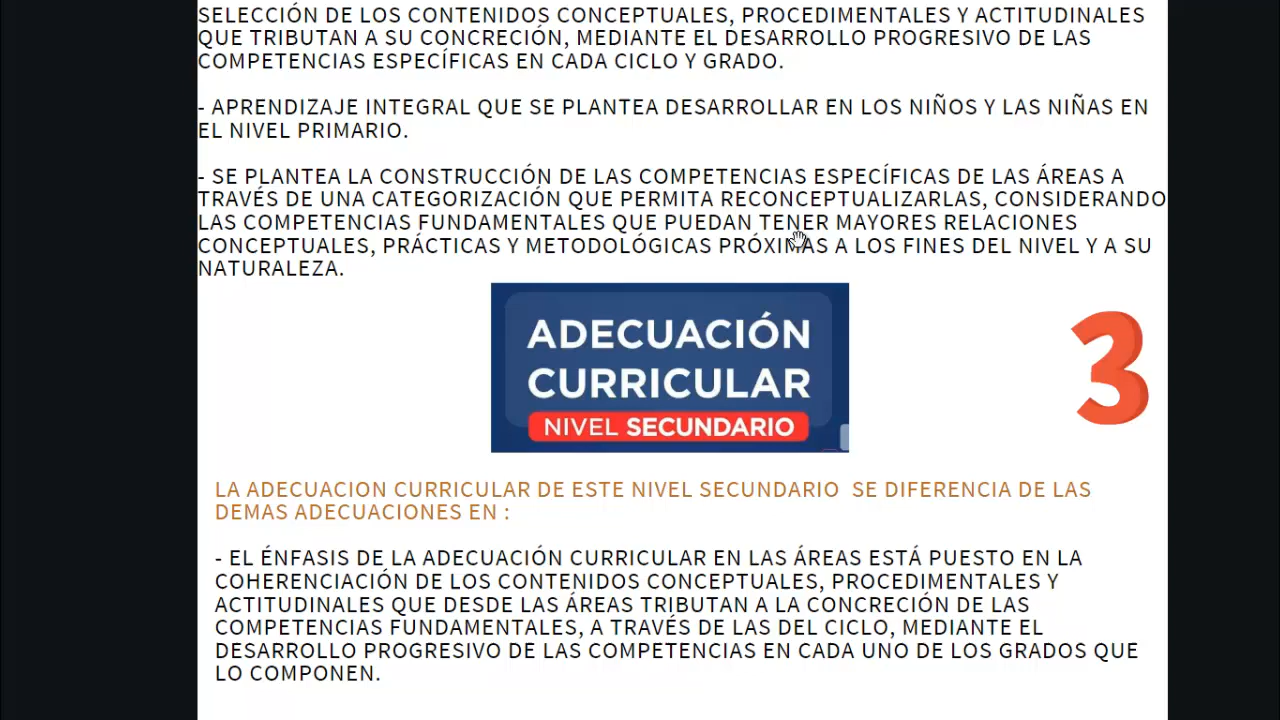 SELECCIÓN DE LOS CONTENIDOS CONCEPTUALES, PROCEDIMENTALES Y ACTITUDINALES
QUE TRIBUTAN A SU CONCRECIÓN, MEDIANTE EL DESARROLLO PROGRESIVO DE LAS
COMPETENCIAS ESPECÍFICAS EN CADA CICLO Y GRADO.
- APRENDIZAJE INTEGRAL QUE SE PLANTEA DESARROLLAR EN LOS NIÑOS Y LAS NIÑAS EN
EL NIVEL PRIMARIO.
- SE PLANTEA LA CONSTRUCCIÓN DE LAS COMPETENCIAS ESPECÍFICAS DE LAS ÁREAS A
TRAVÉS DE UNA CATEGORIZACIÓN QUE PERMITA RECONCEPTUALIZARLAS, CONSIDERANDO
LAS COMPETENCIAS FUNDAMENTALES QUE PUEDAN TENER MAYORES RELACIONES
CONCEPTUALES, PRÁCTICAS Y METODOLÓGICAS PRÓXIMAS A LOS FINES DEL NIVEL Y A SU
NATURALEZA.
ADECUACIÓN
CURRICULAR
NIVEL SECUNDARIO
3
LA ADECUACION CURRICULAR DE ESTE NIVEL SECUNDARIO SE DIFERENCIA DE LAS
DEMAS ADECUACIONES EN :
- EL ÉNFASIS DE LA ADECUACIÓN CURRICULAR EN LAS ÁREAS ESTÁ PUESTO EN LA
COHERENCIACIÓN DE LOS CONTENIDOS CONCEPTUALES, PROCEDIMENTALES Y
ACTITUDINALES QUE DESDE LAS ÁREAS TRIBUTAN A LA CONCRECIÓN DE LAS
COMPETENCIAS FUNDAMENTALES, A TRAVÉS DE LAS DEL CICLO, MEDIANTE EL
DESARROLLO PROGRESIVO DE LAS COMPETENCIAS EN CADA UNO DE LOS GRADOS QUE
LO COMPONEN.